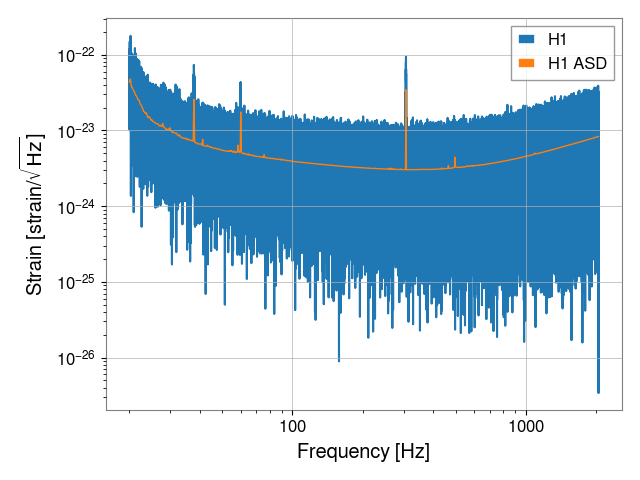 10⁻²²
10⁻²³
10⁻²⁴
10⁻²⁵
10⁻²⁶
Strain [strain/√Hz]
100
1000
Frequency [Hz]
H1
H1 ASD